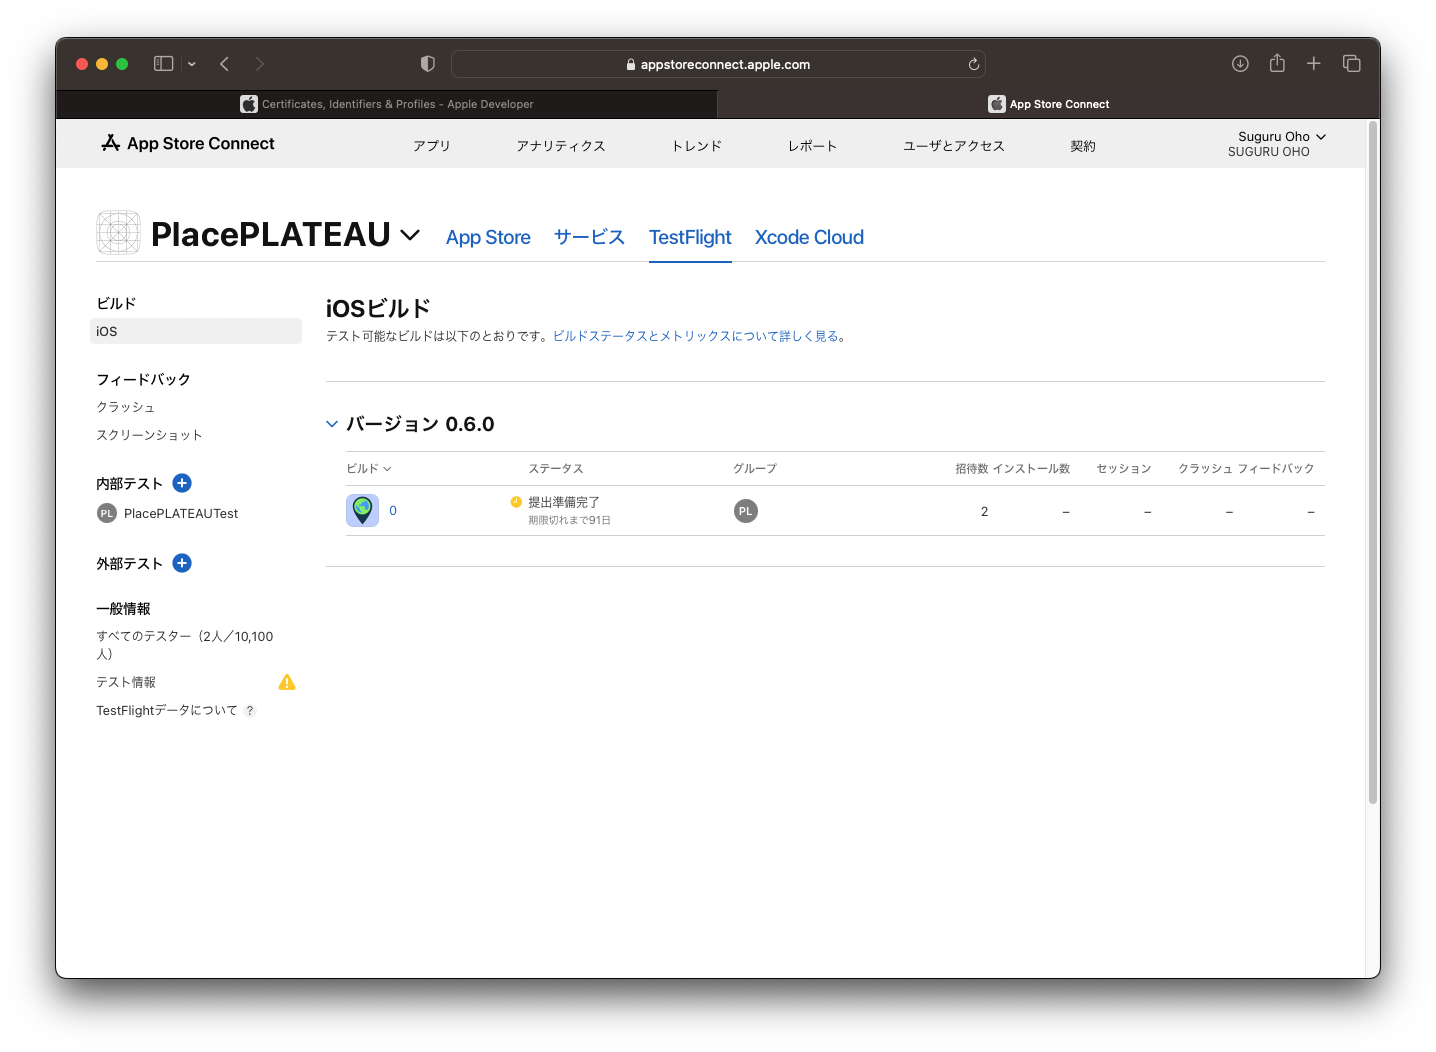 appstoreconnect.apple.com
Certificates, Identifiers & Profiles - Apple Developer
App Store Connect
App Store Connect
アプリ
アナリティクス
トレンド
レポート
ユーザとアクセス
契約
Suguru Oho
SUGURU OHO
PlacePLATEAU
App Store
サービス
TestFlight
Xcode Cloud
ビルド
iOS
フィードバック
クラッシュ
スクリーンショット
内部テスト
PL PlacePLATEAUTest
外部テスト
一般情報
すべてのテスター（2人／10,100
人）
テスト情報
TestFlightデータについて ?
iOSビルド
テスト可能なビルドは以下のとおりです。ビルドステータスとメトリックスについて詳しく見る。
バージョン 0.6.0
ビルド ステータス グループ 招待数 インストール数 セッション クラッシュ フィードバック
0 提出準備完了 PL 2 – – – –
期限切れまで91日